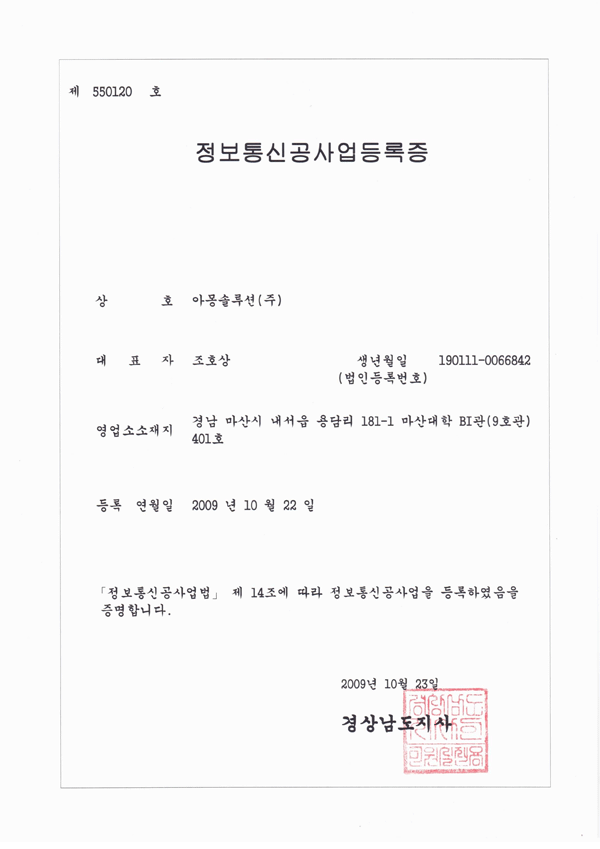 제 550120 호
정보통신공사업등록증
상 호 아몽솔루션(주)
대 표 자 조호상 생년월일 190111-0066842
(법인등록번호)
영업소소재지 경남 마산시 내서읍 용담리 181-1 마산대학 BI관(9호관)
401호
등록 연월일 2009 년 10 월 22 일
「정보통신공사업법」 제 14조에 따라 정보통신공사업을 등록하였음을
증명합니다.
2009년 10월 23일
경상남도지사